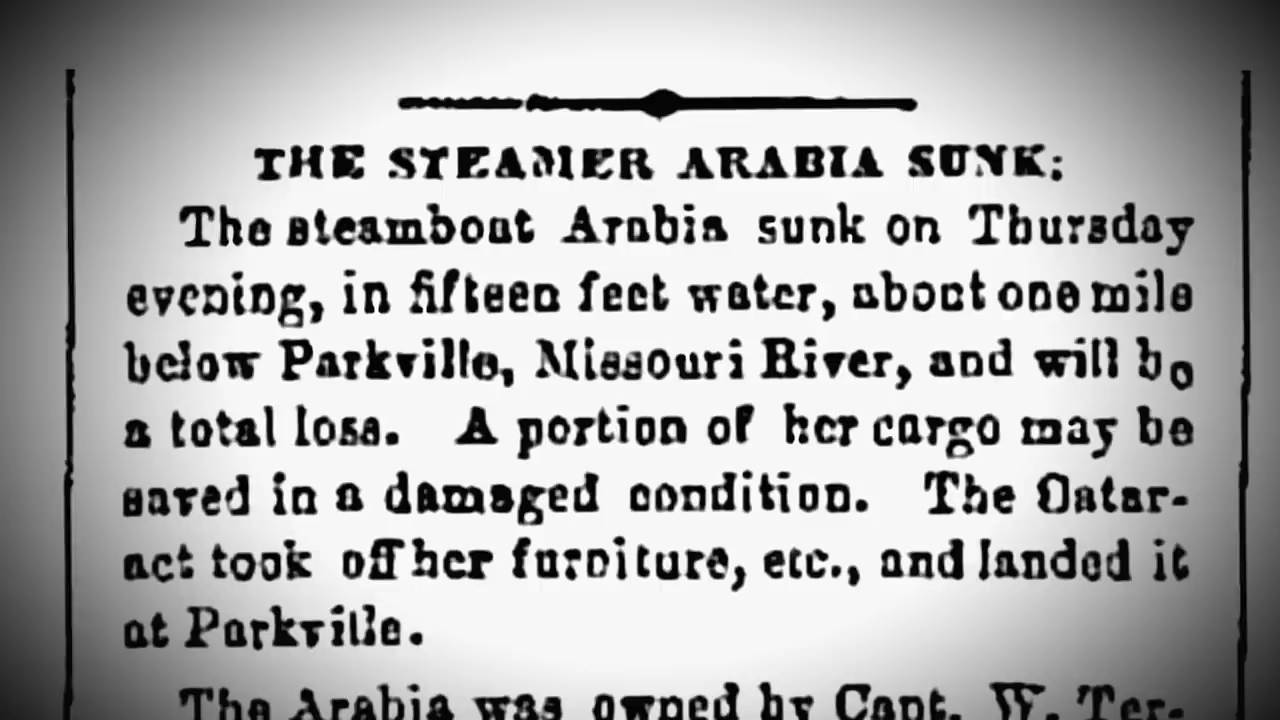 THE STEAMER ARABIA SUNK;
The steamboat Arabia sunk on Thursday
evening, in fifteen feet water, about one mile
below Parkville, Missouri River, and will be
a total loss. A portion of her cargo may be
saved in a damaged condition. The Catar-
act took off her furniture, etc., and landed it
at Parkville.
The Arabia was owned by Capt. W. Ter-